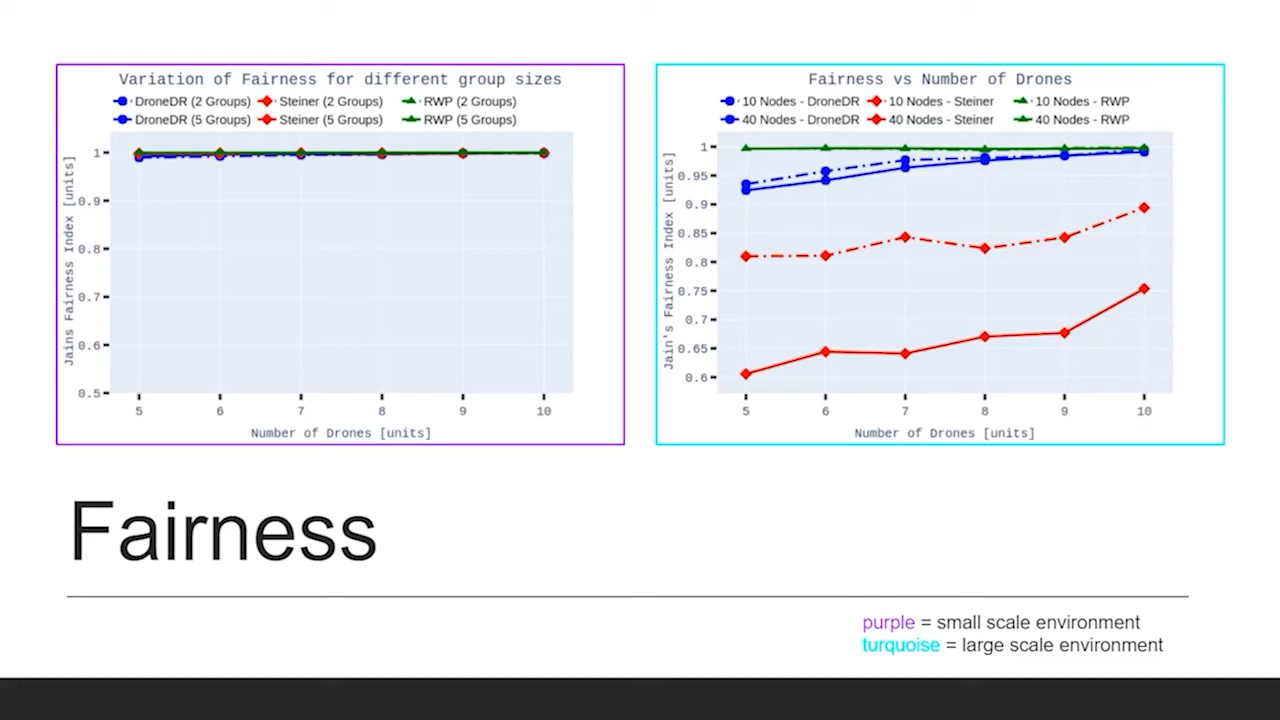 Variation of Fairness for different group sizes
DroneDR (2 Groups) Steiner (2 Groups) RWP (2 Groups)
DroneDR (5 Groups) Steiner (5 Groups) RWP (5 Groups)
Jains Fairness Index [units]
1
0.9
0.8
0.7
0.6
0.5
5 6 7 8 9 10
Number of Drones [units]
Fairness vs Number of Drones
10 Nodes - DroneDR 10 Nodes - Steiner 10 Nodes - RWP
40 Nodes - DroneDR 40 Nodes - Steiner 40 Nodes - RWP
Jain's Fairness Index [units]
1
0.95
0.9
0.85
0.8
0.75
0.7
0.65
0.6
5 6 7 8 9 10
Number of Drones [units]
Fairness
purple = small scale environment
turquoise = large scale environment